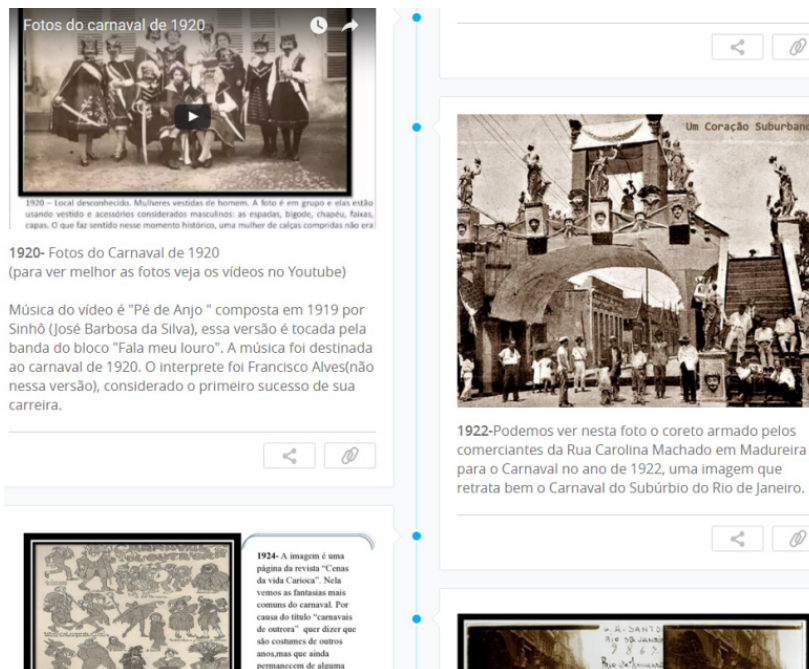 Fotos do carnaval de 1920
1920 – Local desconhecido. Mulheres vestidas de homem. A foto é em grupo e elas estão
usando vestido e acessórios considerados masculinos: as espadas, bigode, chapéu, faixas,
capas. O que faz sentido nesse momento histórico, uma mulher de calças compridas não era
1920- Fotos do Carnaval de 1920
(para ver melhor as fotos veja os vídeos no Youtube)
Música do vídeo é "Pé de Anjo " composta em 1919 por
Sinhô (José Barbosa da Silva), essa versão é tocada pela
banda do bloco "Fala meu louro". A música foi destinada
ao carnaval de 1920. O interprete foi Francisco Alves(não
nessa versão), considerado o primeiro sucesso de sua
carreira.
Um Coração Suburbano
1922-Podemos ver nesta foto o coreto armado pelos
comerciantes da Rua Carolina Machado em Madureira
para o Carnaval no ano de 1922, uma imagem que
retrata bem o Carnaval do Subúrbio do Rio de Janeiro.
1924- A imagem é uma
página da revista “Cenas
da vida Carioca”. Nela
vemos as fantasias mais
comuns do carnaval. Por
causa do titulo “carnavais
de outrora” quer dizer que
são costumes de outros
anos,mas que ainda
permanecem de alguma